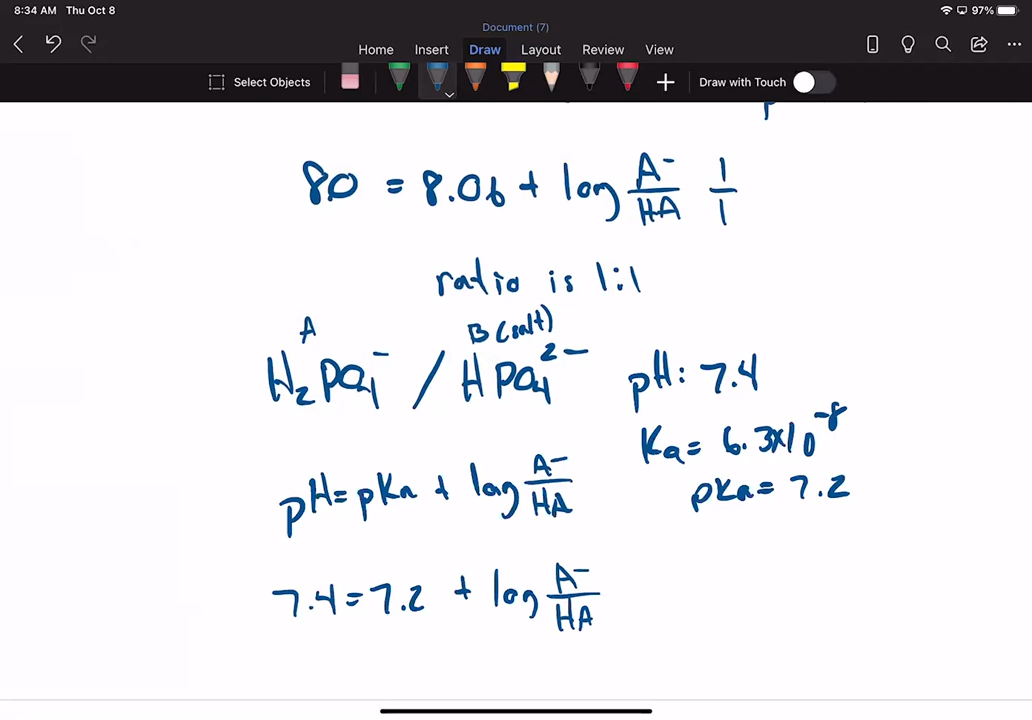 8:34 AM Thu Oct 8 97%
Document (7)
Home Insert Draw Layout Review View
Select Objects Draw with Touch
80 = 8.06 + log A⁻/HA 1/1
ratio is 1:1
A B (salt)
H₂PO₄⁻ / HPO₄²⁻ pH: 7.4
Ka = 6.3x10⁻⁸
pH = pKa + log A⁻/HA pKa = 7.2
7.4 = 7.2 + log A⁻/HA